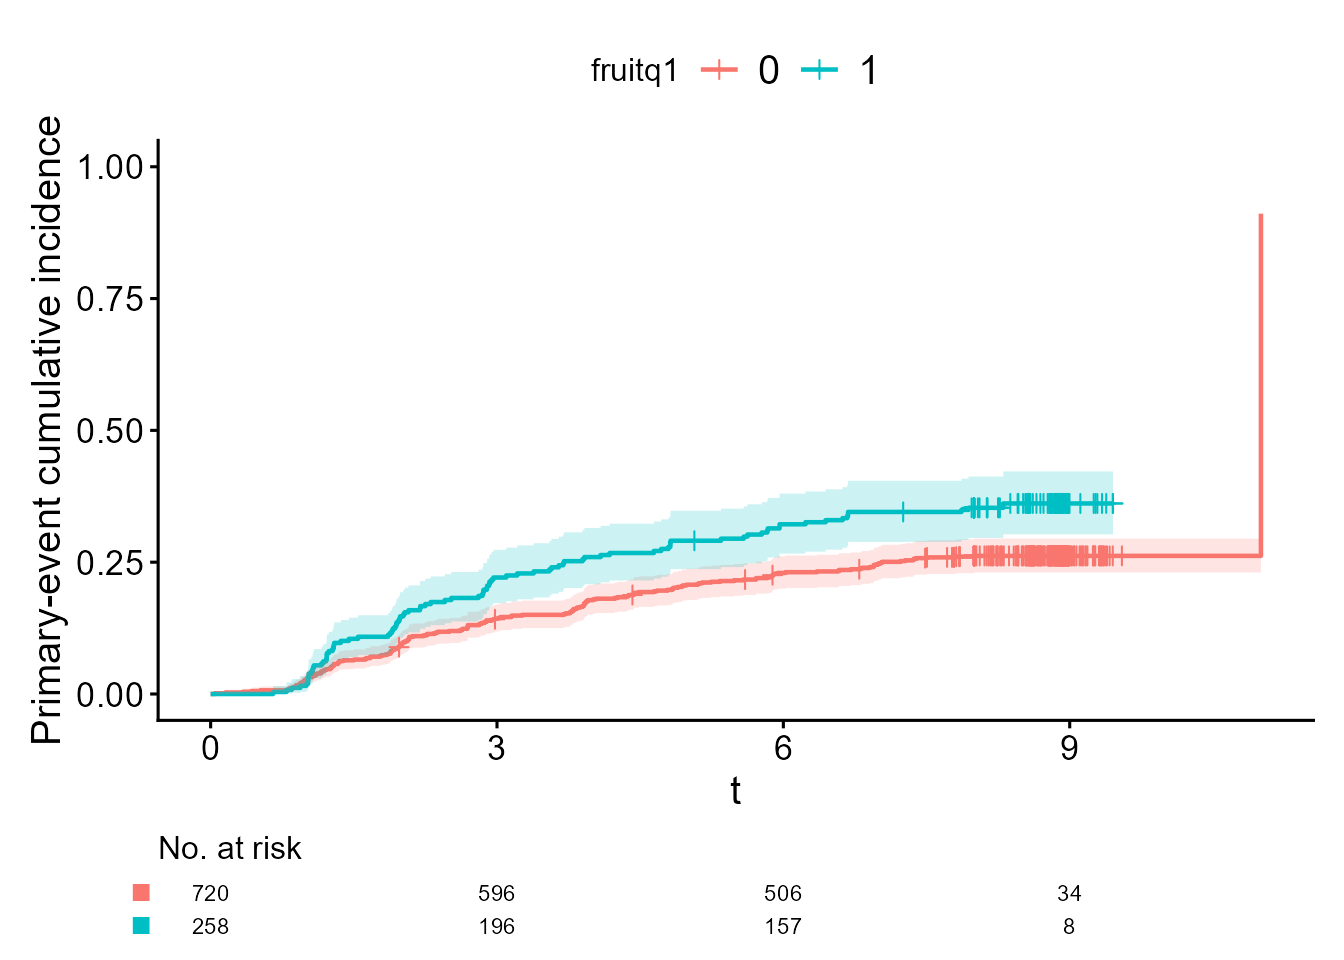 fruitq1 0 1
Primary-event cumulative incidence
1.00
0.75
0.50
0.25
0.00
0 3 6 9
t
No. at risk
720 596 506 34
258 196 157 8